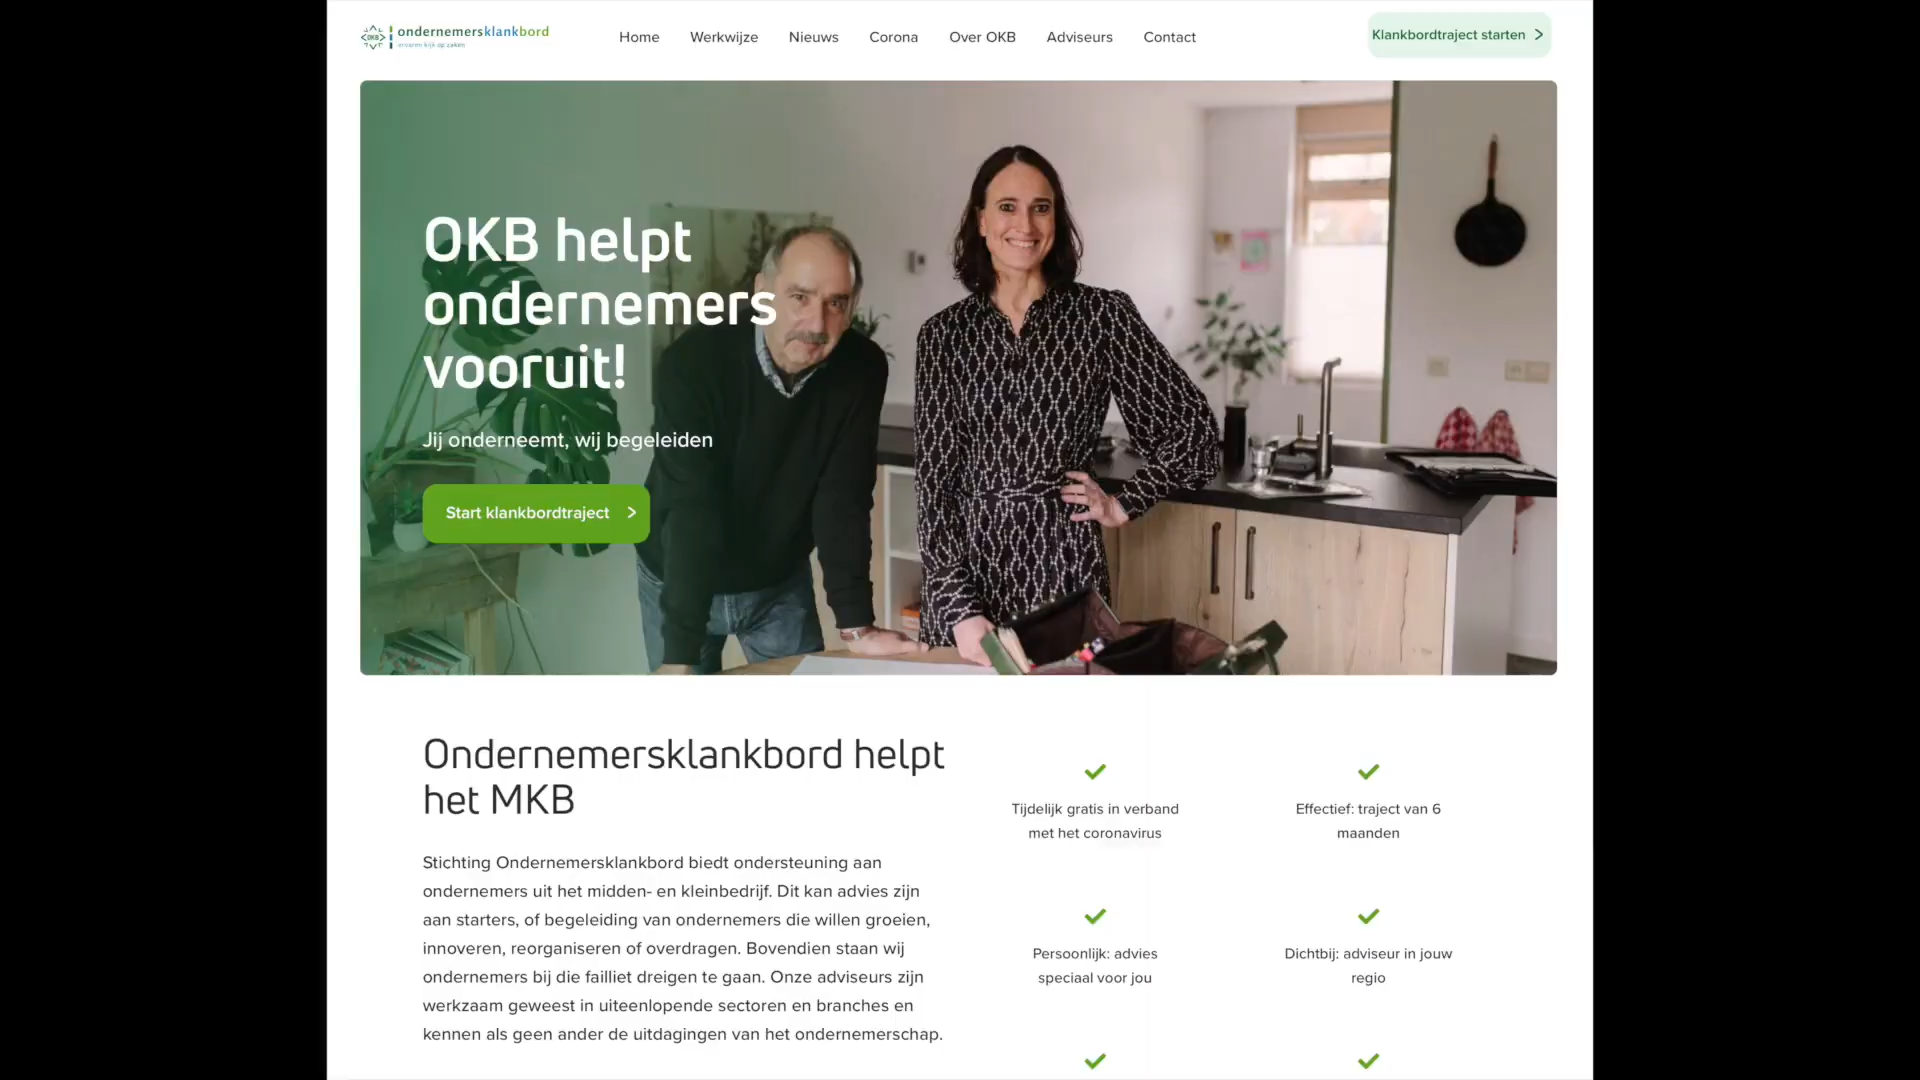 OKB
ondernemersklankbord
ervaren kijk op zaken
Home
Werkwijze
Nieuws
Corona
Over OKB
Adviseurs
Contact
Klankbordtraject starten
OKB helpt
ondernemers
vooruit!
Jij onderneemt, wij begeleiden
Start klankbordtraject
Ondernemersklankbord helpt
het MKB
Stichting Ondernemersklankbord biedt ondersteuning aan
ondernemers uit het midden- en kleinbedrijf. Dit kan advies zijn
aan starters, of begeleiding van ondernemers die willen groeien,
innoveren, reorganiseren of overdragen. Bovendien staan wij
ondernemers bij die failliet dreigen te gaan. Onze adviseurs zijn
werkzaam geweest in uiteenlopende sectoren en branches en
kennen als geen ander de uitdagingen van het ondernemerschap.
Tijdelijk gratis in verband
met het coronavirus
Effectief: traject van 6
maanden
Persoonlijk: advies
speciaal voor jou
Dichtbij: adviseur in jouw
regio